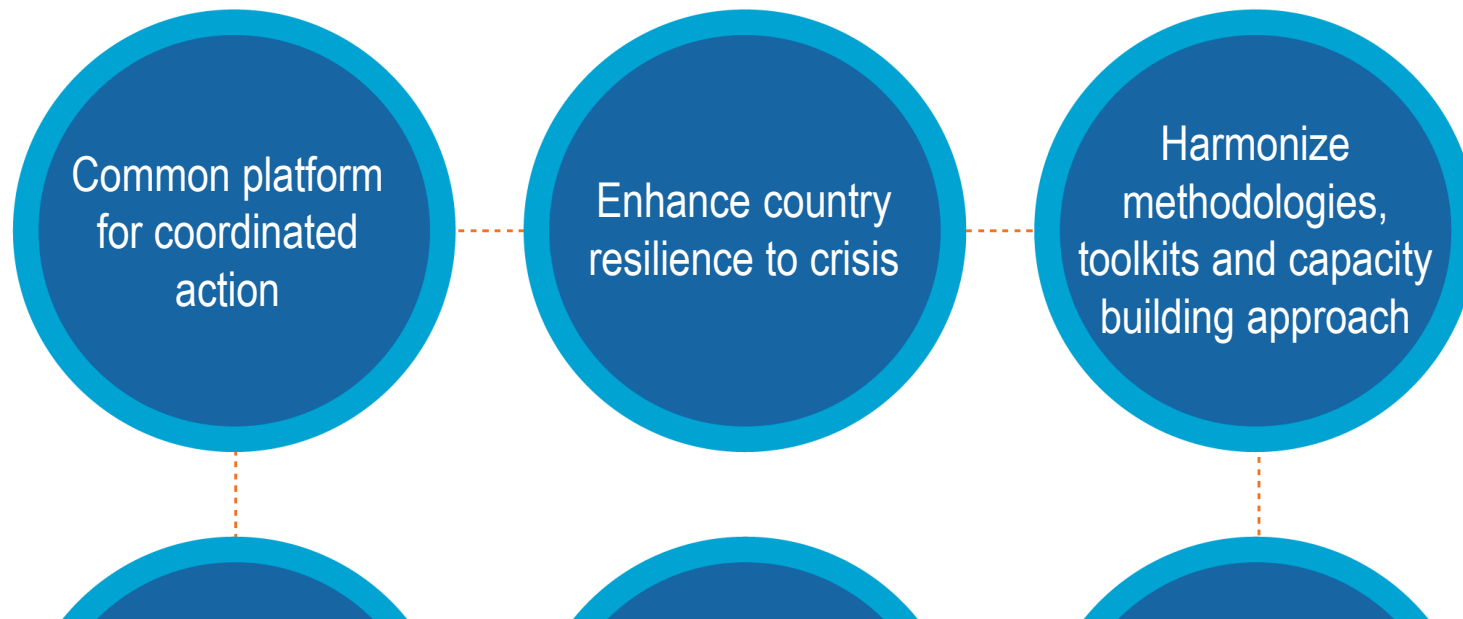 Common platform
for coordinated
action
Enhance country
resilience to crisis
Harmonize
methodologies,
toolkits and capacity
building approach